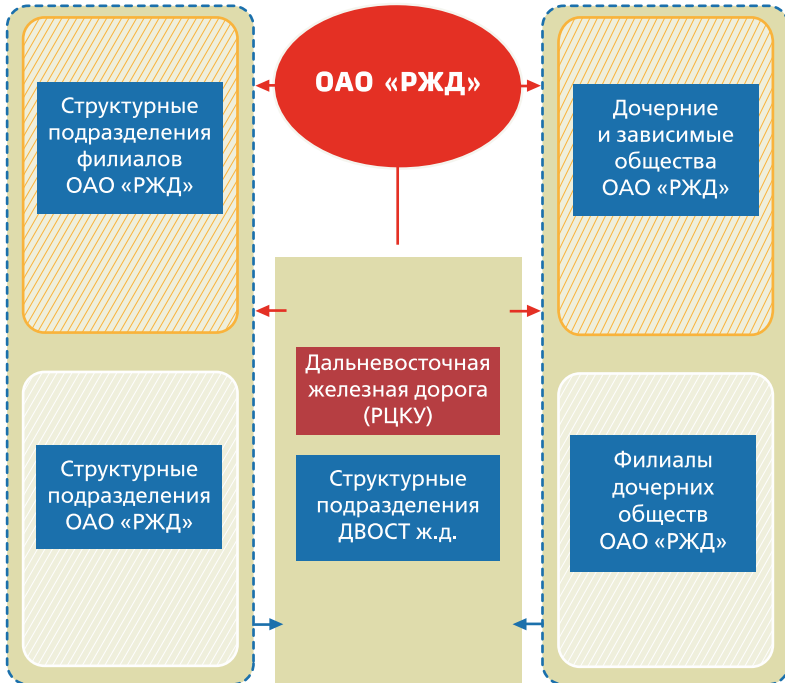 ОАО «РЖД»
Структурные
подразделения
филиалов
ОАО «РЖД»
Дочерние
и зависимые
общества
ОАО «РЖД»
Дальневосточная
железная дорога
(РЦКУ)
Структурные
подразделения
ОАО «РЖД»
Структурные
подразделения
ДВОСТ ж.д.
Филиалы
дочерних
обществ
ОАО «РЖД»